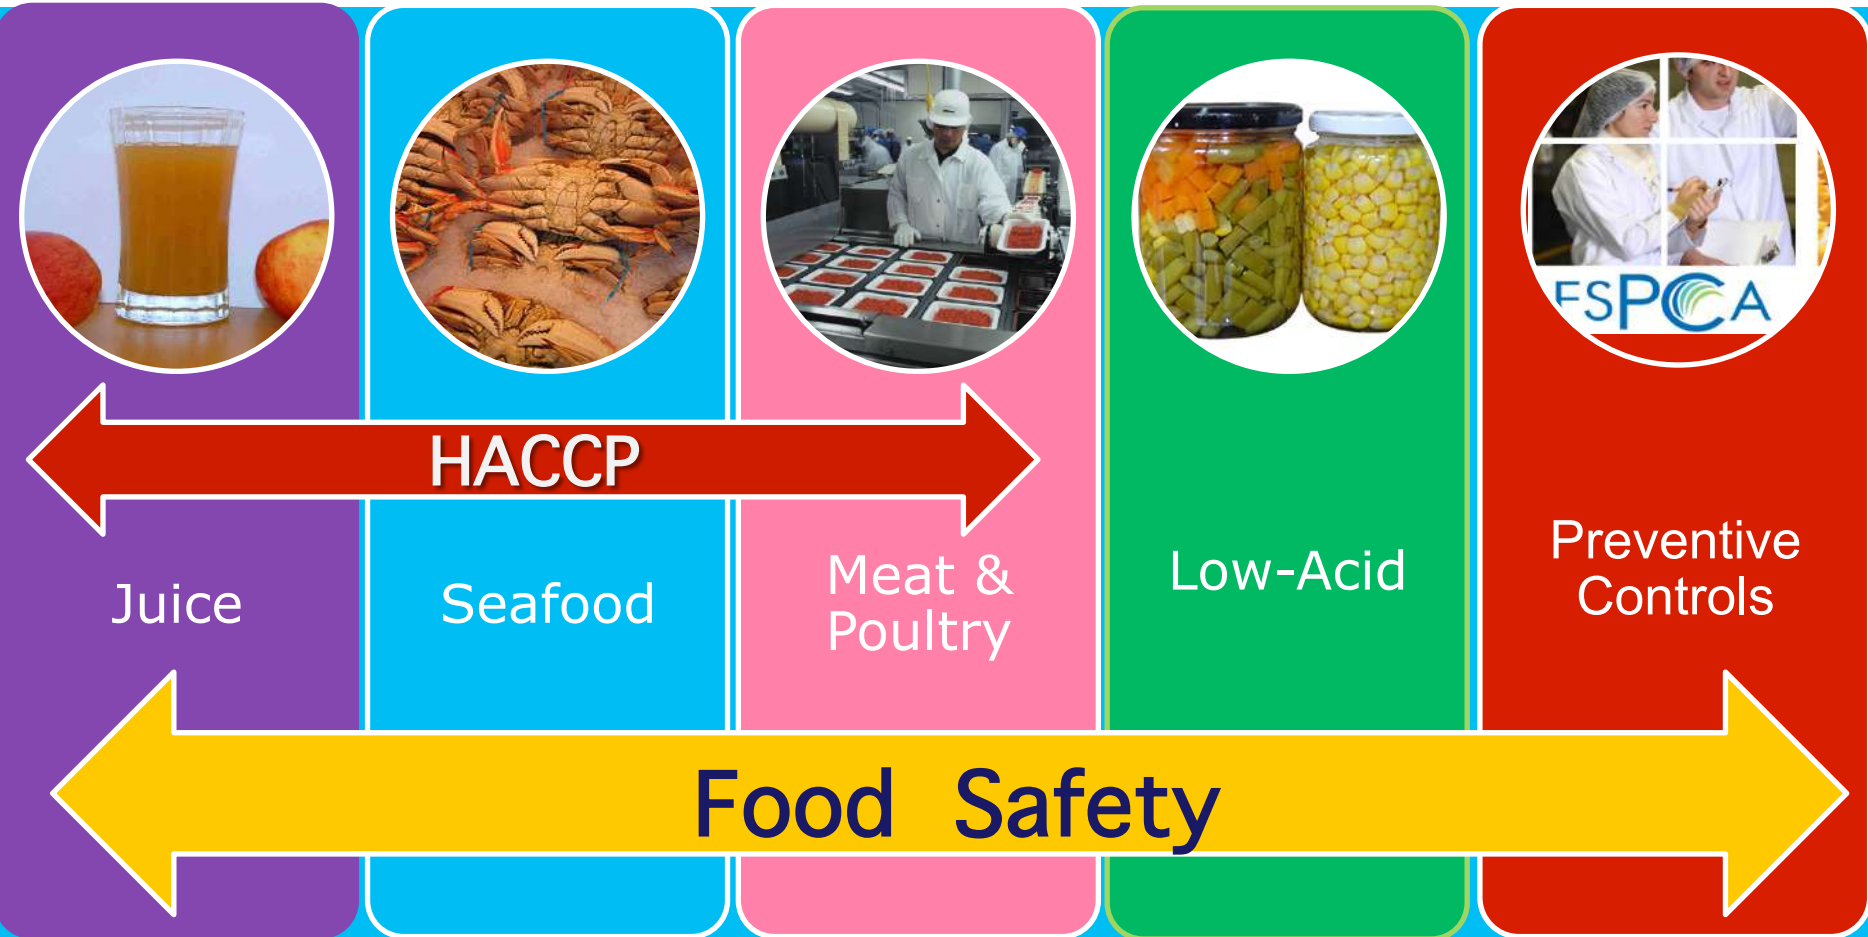 FSPCA
HACCP
Juice
Seafood
Meat &
Poultry
Low-Acid
Preventive
Controls
Food Safety